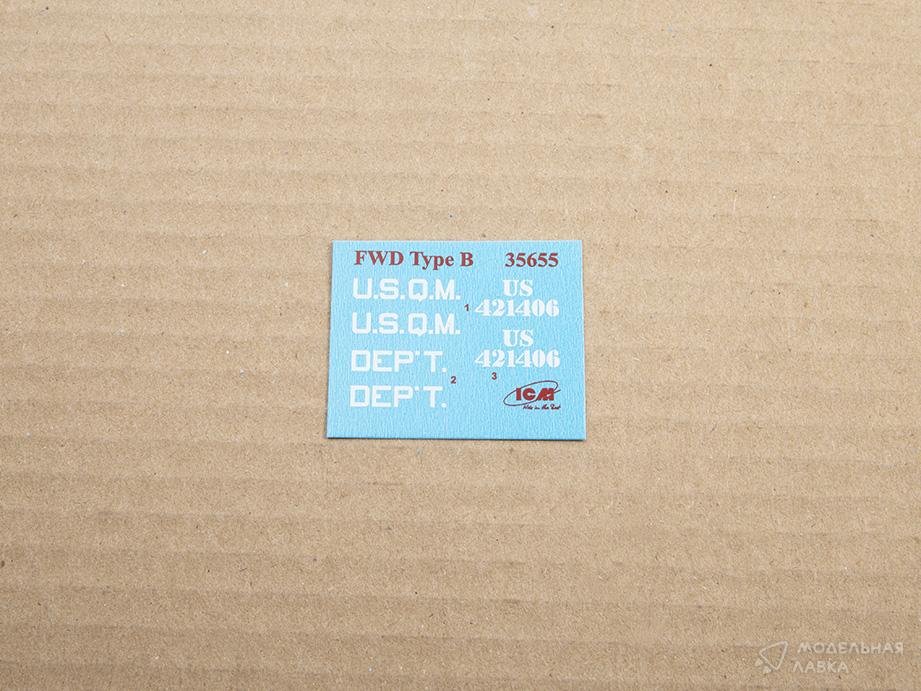 FWD Type B 35655
U.S.Q.M.
U.S.Q.M.
1
DEP'T.
DEP'T.
2
US
421406
US
421406
3
ICM
МОДЕЛЬНАЯ
ЛАВКА